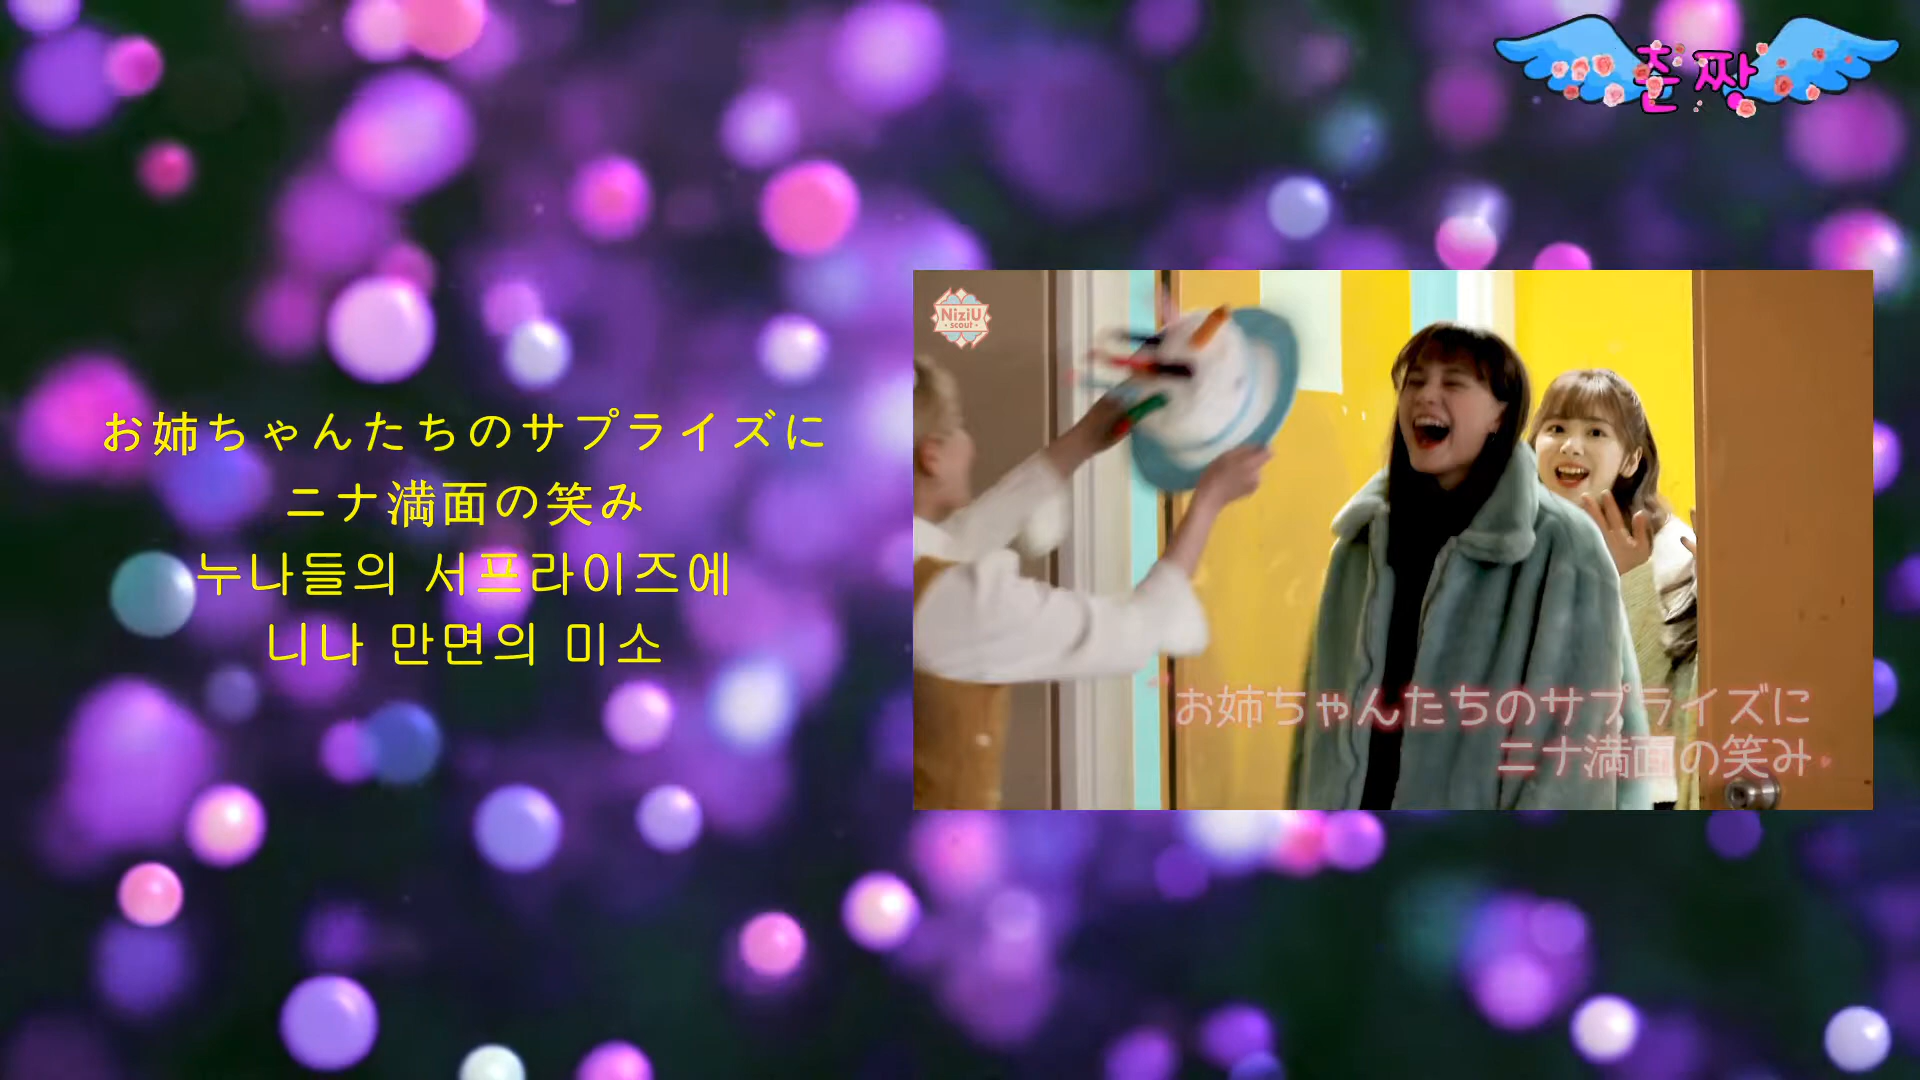 준짱
お姉ちゃんたちのサプライズに
ニナ満面の笑み
누나들의 서프라이즈에
니나 만면의 미소
NiziU
scout
お姉ちゃんたちのサプライズに
ニナ満面の笑み